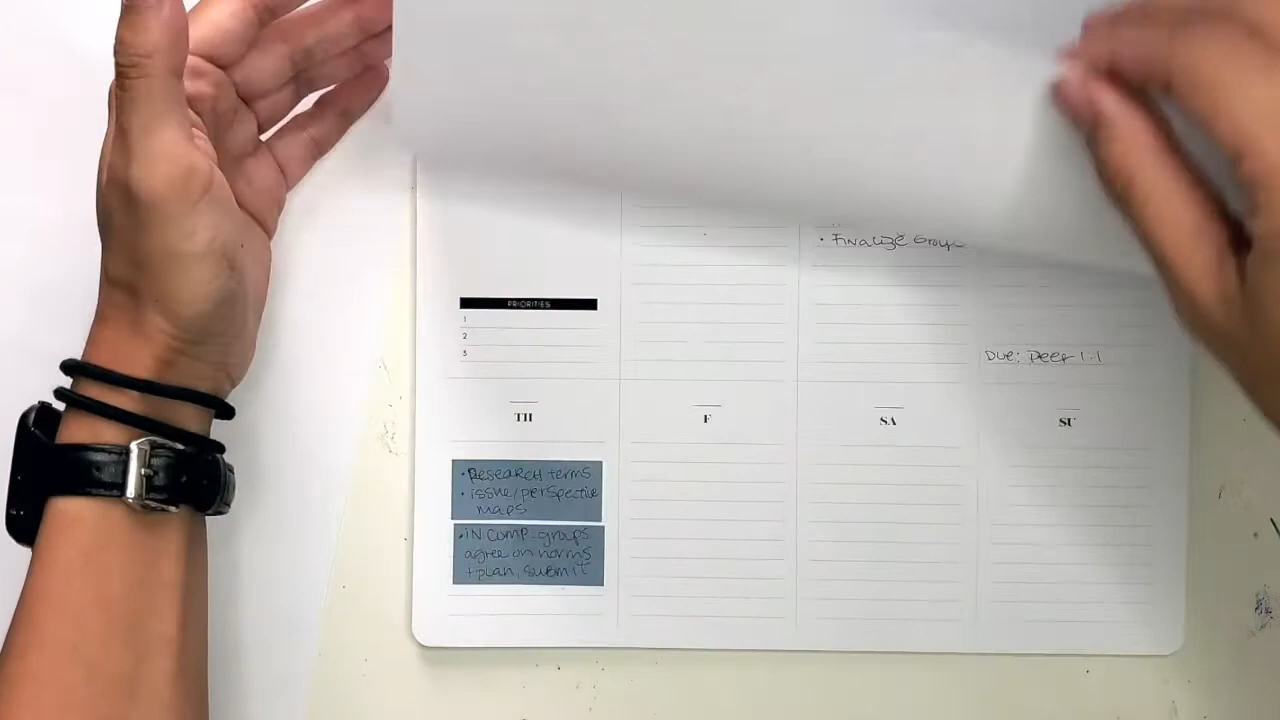 • Finalize Group
PRIORITIES
1
2
3
Due: Peer 1.1
TH
F
SA
SU
• Research terms
• issue/perspective
maps
• iN comp. groups
agree on norms
+ plan, submit